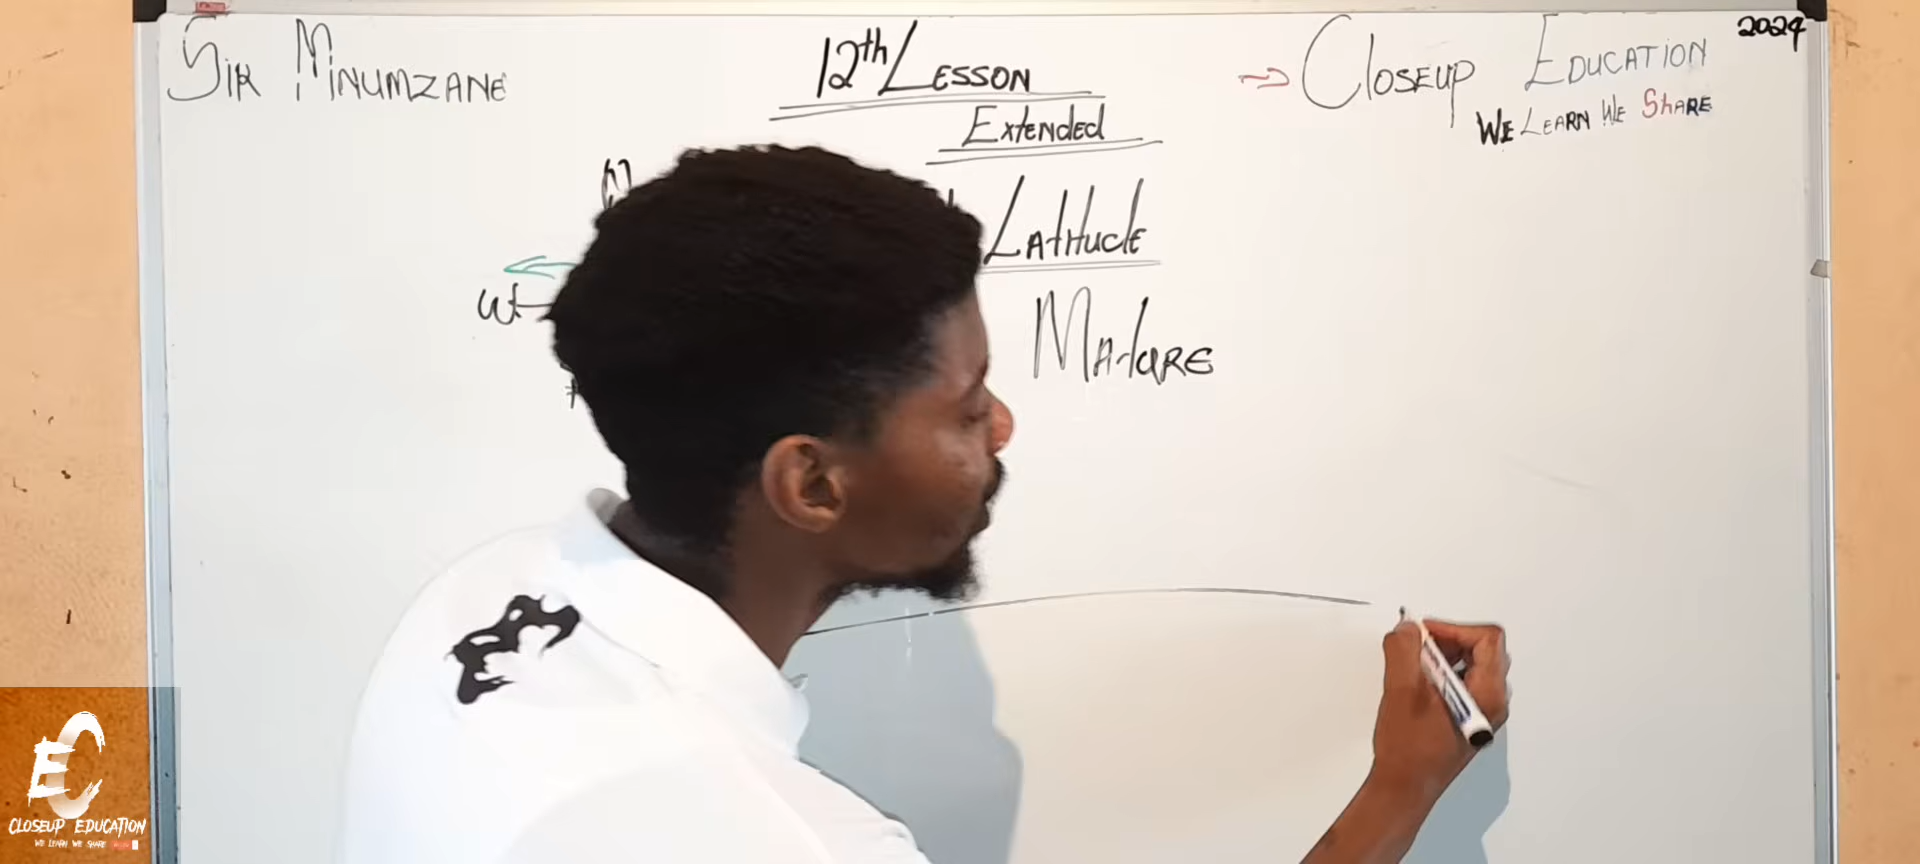 SIR MINUMZANE
12th LESSON
Extended
→ CLOSEUP EDUCATION
WE LEARN WE SHARE
2024
LATITUDE
MATURE
CLOSEUP EDUCATION
WE LEARN WE SHARE